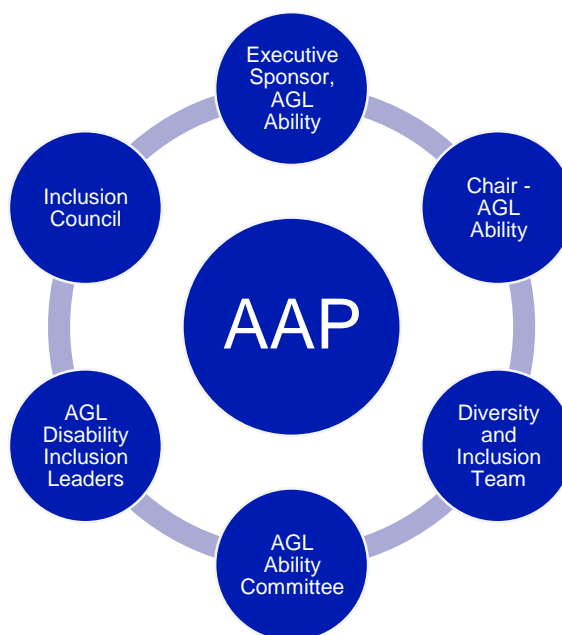 Executive
Sponsor,
AGL
Ability
Chair -
AGL
Ability
Diversity
and
Inclusion
Team
AGL
Ability
Committee
AGL
Disability
Inclusion
Leaders
Inclusion
Council
AAP